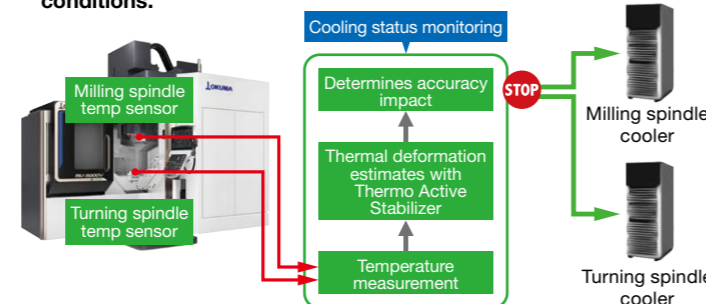 conditions.
Cooling status monitoring
Milling spindle
temp sensor
OKUMA
Determines accuracy
impact
STOP
Milling spindle
cooler
Thermal deformation
estimates with
Thermo Active
Stabilizer
Turning spindle
temp sensor
Temperature
measurement
Turning spindle
cooler